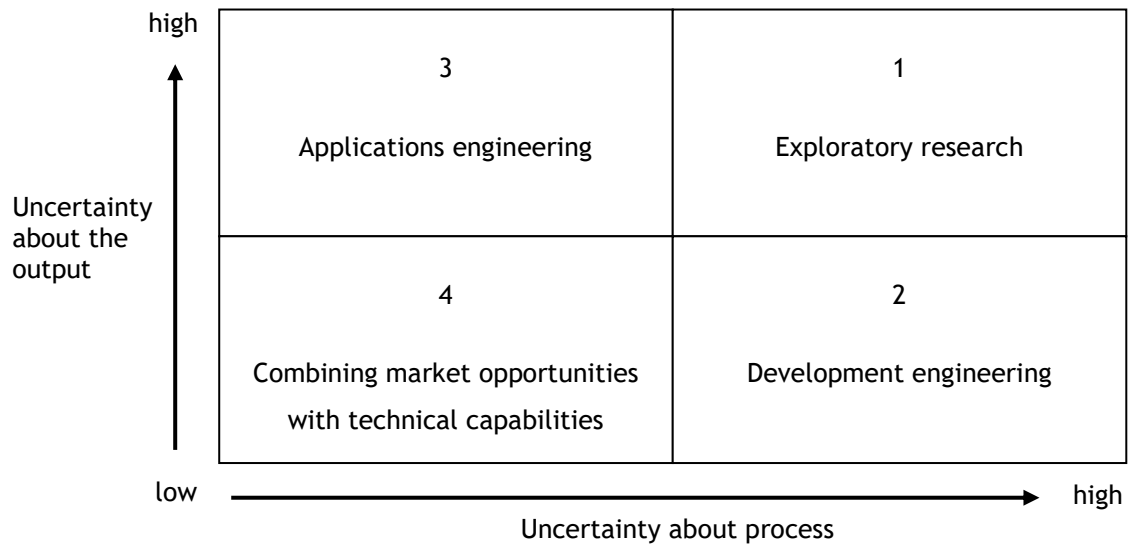 high
3
1
Applications engineering
Exploratory research
Uncertainty
about the
output
4
2
Combining market opportunities
with technical capabilities
Development engineering
low
high
Uncertainty about process